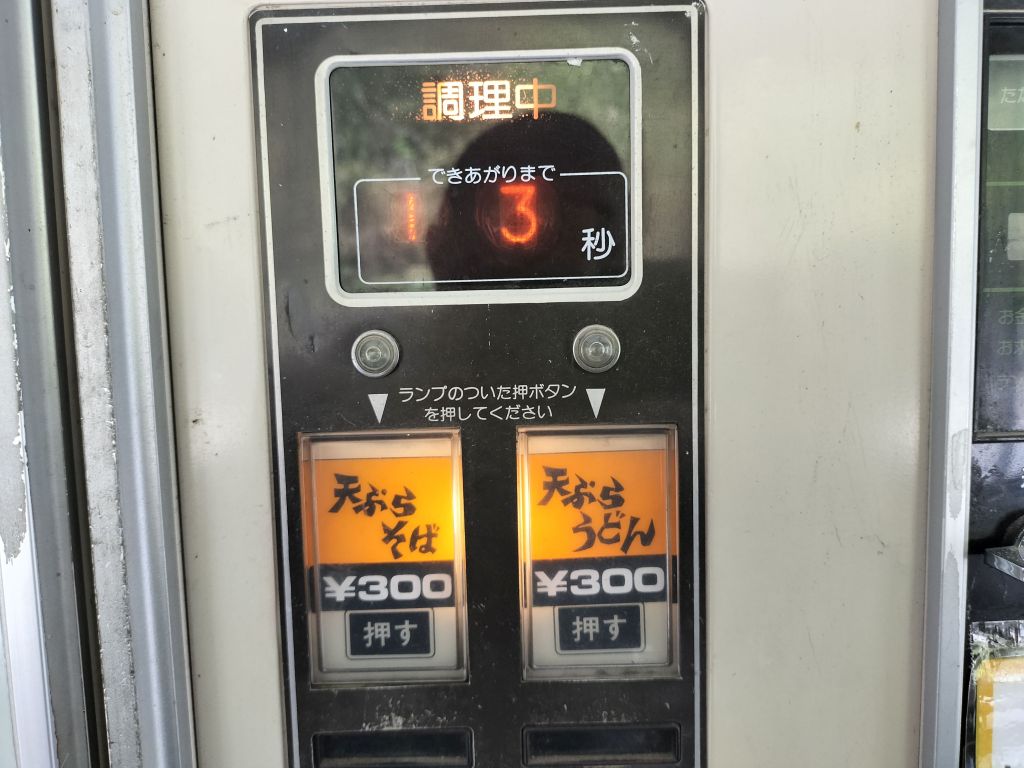 調理中
できあがりまで
13
秒
ランプのついた押ボタン
を押してください
天ぷら
そば
¥300
押す
天ぷら
うどん
¥300
押す